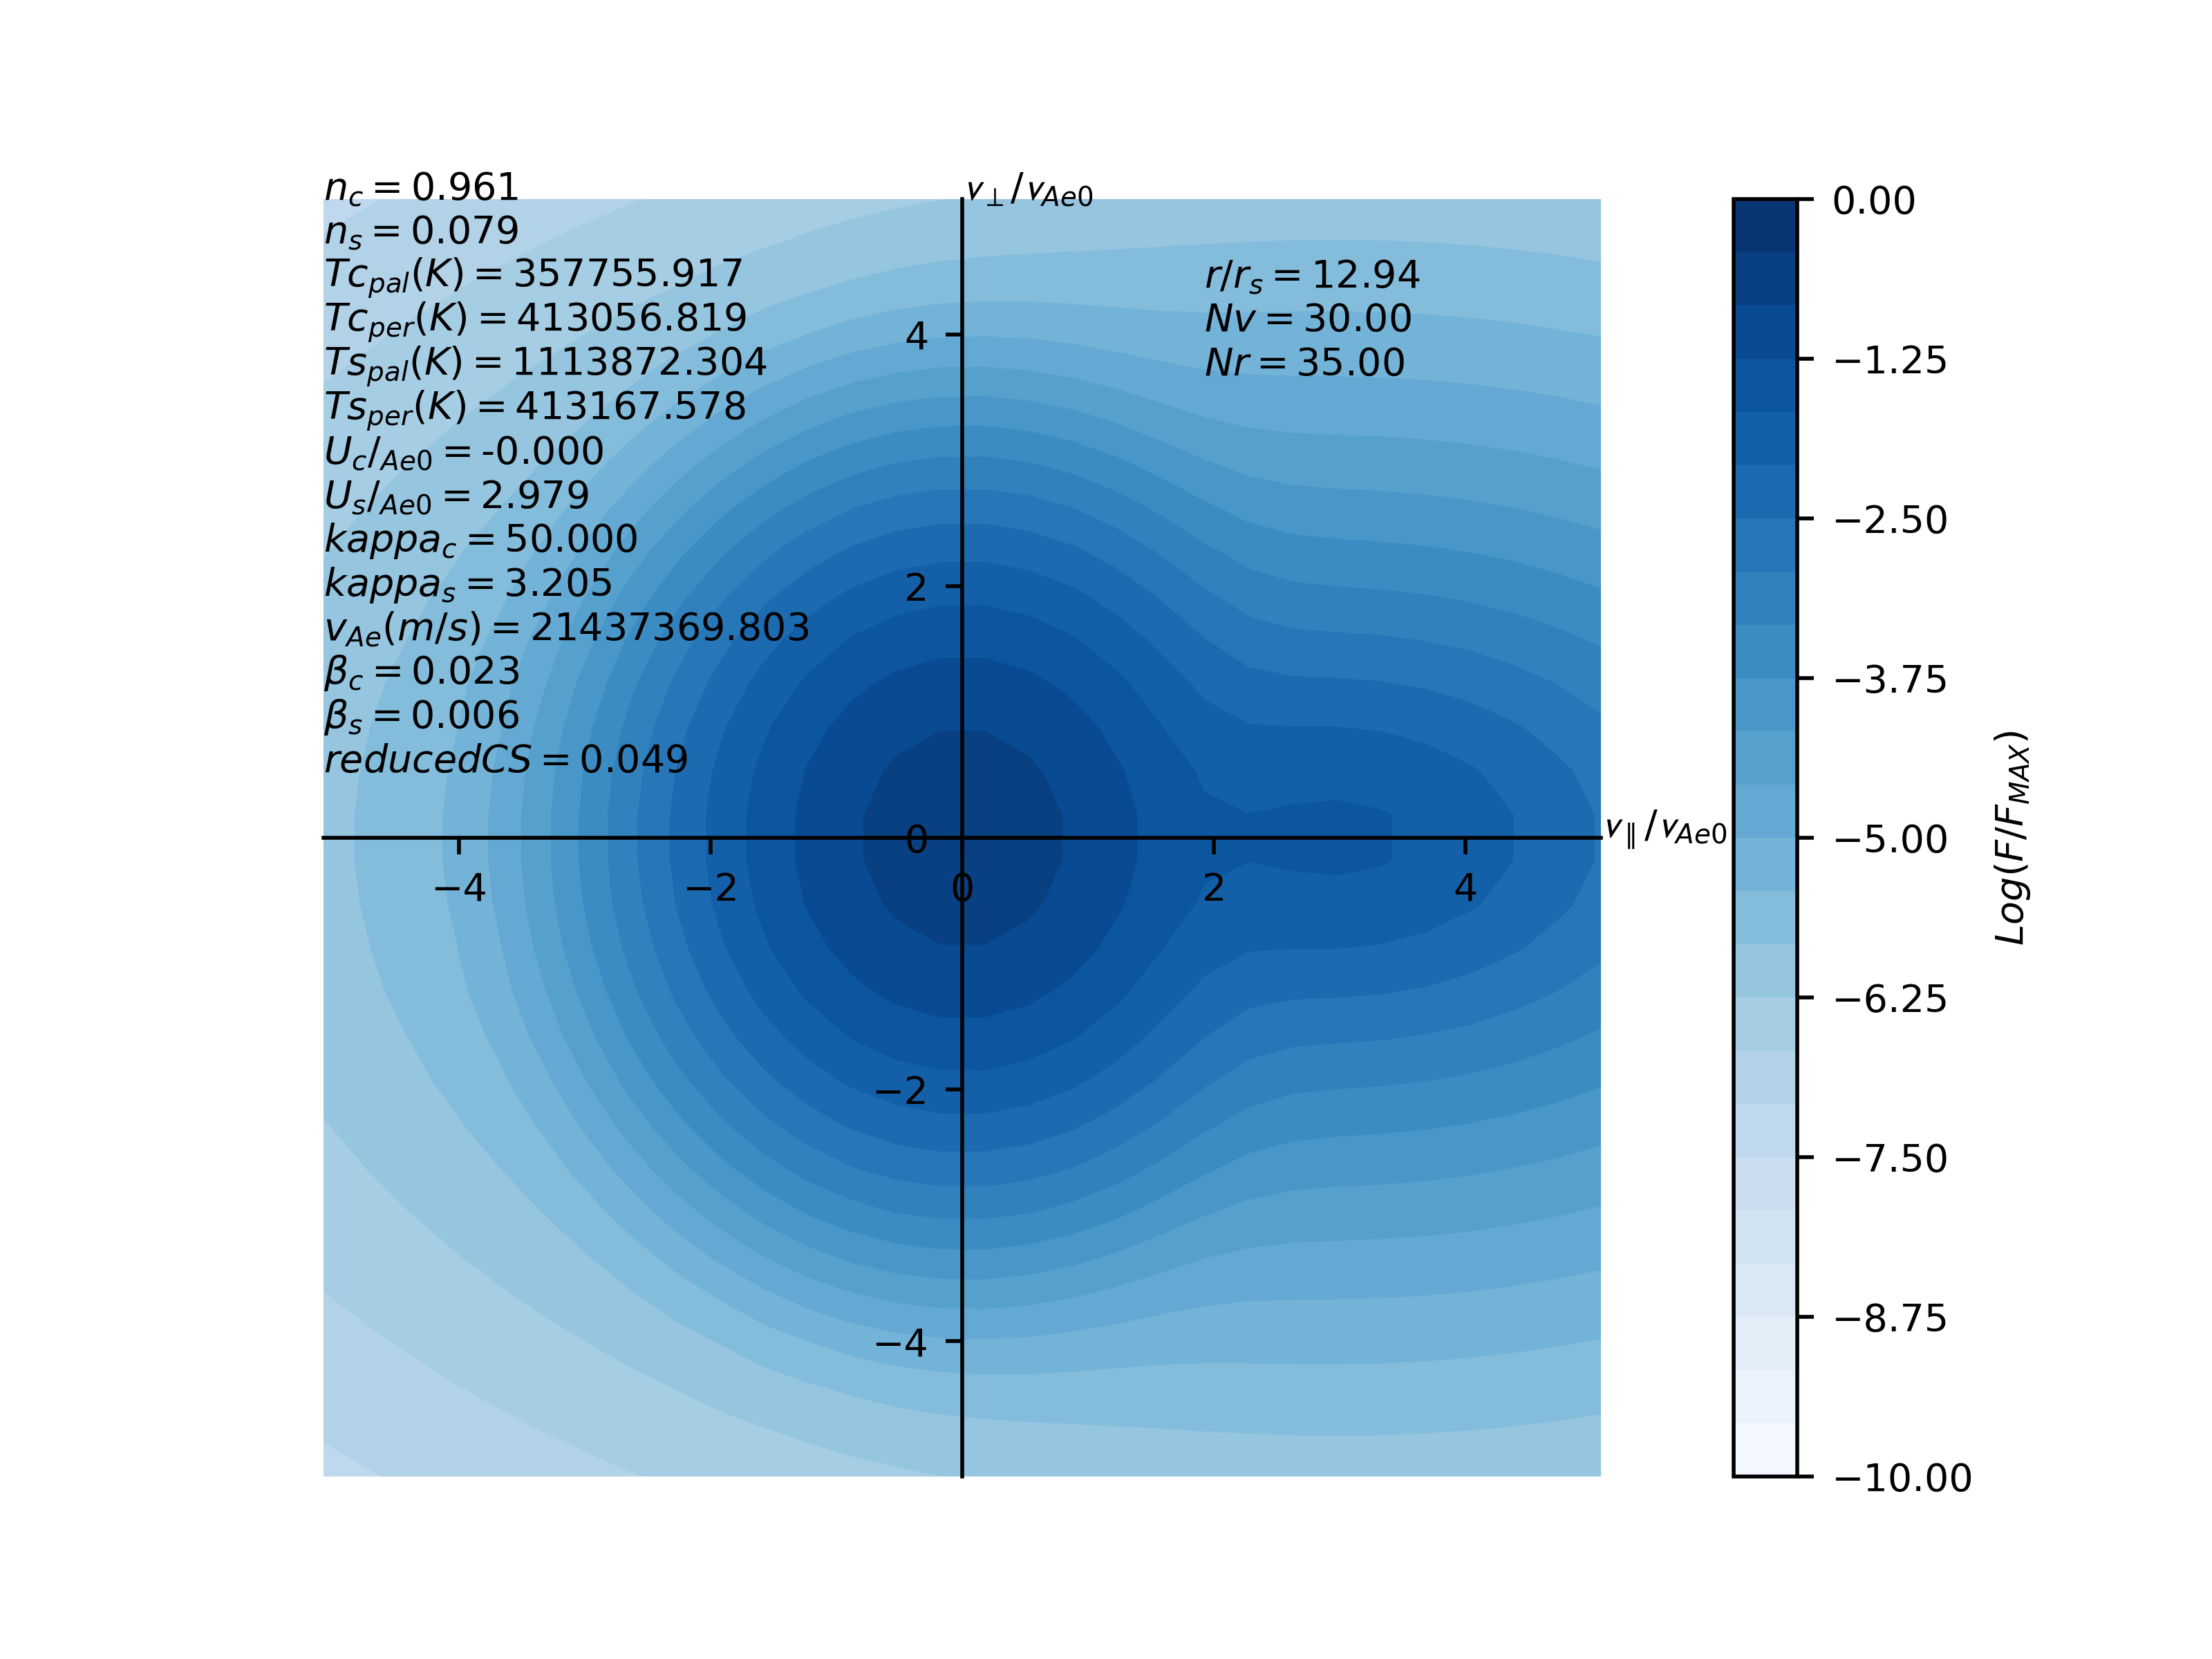 n_c = 0.961
n_s = 0.079
Tc_pal(K) = 357755.917
Tc_per(K) = 413056.819
Ts_pal(K) = 1113872.304
Ts_per(K) = 413167.578
U_c/_Ae0 = -0.000
U_s/_Ae0 = 2.979
kappa_c = 50.000
kappa_s = 3.205
v_Ae(m/s) = 21437369.803
β_c = 0.023
β_s = 0.006
reducedCS = 0.049
v_⊥/v_Ae0
r/r_s = 12.94
Nv = 30.00
Nr = 35.00
4
2
0
−2
−4
−4
−2
0
2
4
v_∥/v_Ae0
0.00
−1.25
−2.50
−3.75
−5.00
−6.25
−7.50
−8.75
−10.00
Log(F/F_MAX)